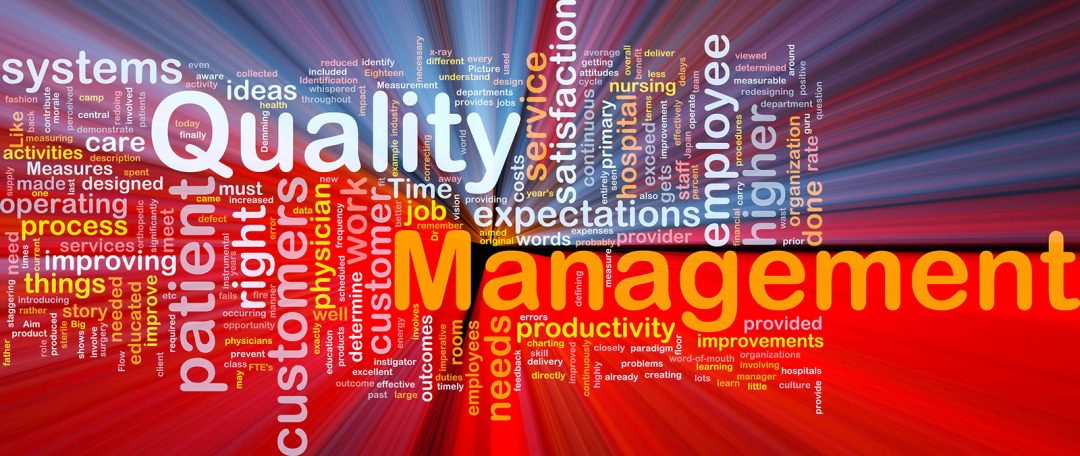 systems
even
aware
activity
collected
ideas
health
reduced
identify
included
Eighteen
Identification
whispered
throughout
impact
Measurement
necessary
x-ray
different
every
Picture
used
understand
design
departments
provides jobs
service
satisfaction
average
overall
getting
attitudes
cycle
benefit
deliver
less
delays
nursing
terms
team
employee
viewed
determined
measurable
redesigning
department
around
positive
question
fashion
contribute
morale
perceived
camp
central
redoing
involved
patients
Like
back
measuring
demonstrate
care
today
finally
Quality
Demming
example
industry
correcting
world
costs
continuous
entirely
primary
seen
hospital
exceed
also
gets
improvement
effectively
staff
Japan
operate
percent
procedures
carry
higher
organization
rate
guru
done
activities
description
Measures
spent
supply
made
last
designed
one
operating
process
current
times
need
services
improving
things
came
significantly
orthopedic
meet
defect
patient
must
increased
error
right
instrumental
years
falls
fire
manner
customers
data
new
physician
frequency
scheduled
work
fit
customer
Time
away
better
job
vision
remember
Dr
providing
year's
expectations
aimed
original
words
expenses
probably
provider
financial
waste
prior
Management
staggering
introducing
rather
story
Aim
product
role
produced
sterile
Big
shows
involve
surgery
needed
Flow
educated
improve
client
etc
required
occurring
opportunity
physicians
prevent
class
FTE's
may
exactly
well
education
products
determine
energy
instigator
excellent
outcome
effective
past
large
involves
outcomes
imperative
duties
timely
room
employees
needs
feedback
measure
defining
errors
productivity
charting
skill
delivery
directly
improved
continuously
highly
closely
paradigm
floor
problems
already
creating
provided
improvements
word-of-mouth
organizations
learning
involving
manager
lots
learn
little
hospitals
culture
provide
father